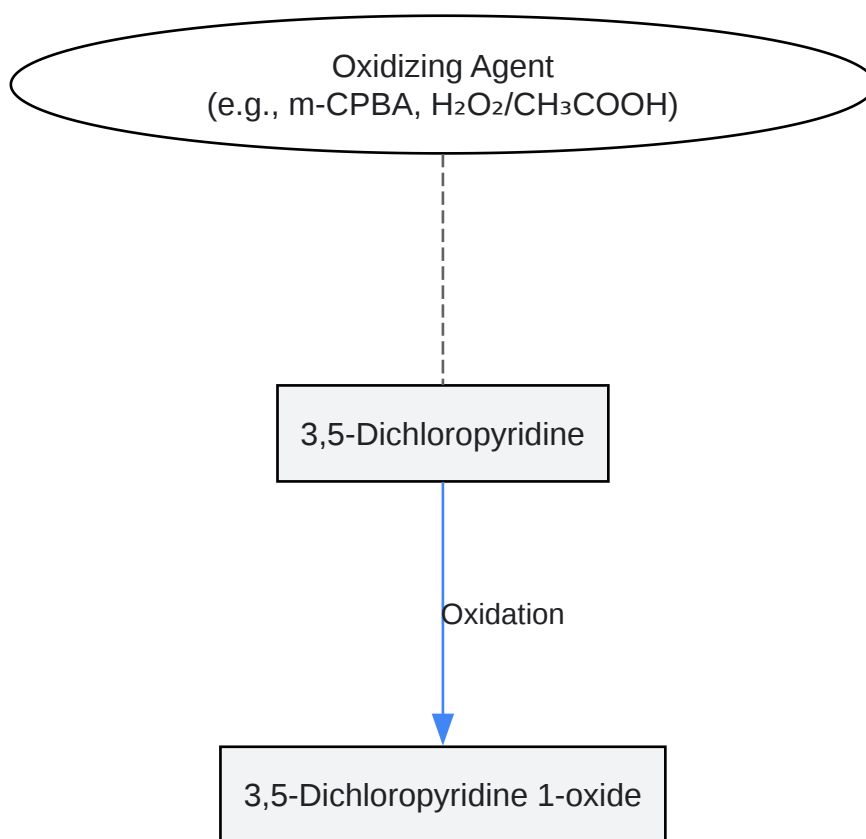 Oxidizing Agent
(e.g., m-CPBA, H₂O₂/CH₃COOH)
3,5-Dichloropyridine
Oxidation
3,5-Dichloropyridine 1-oxide